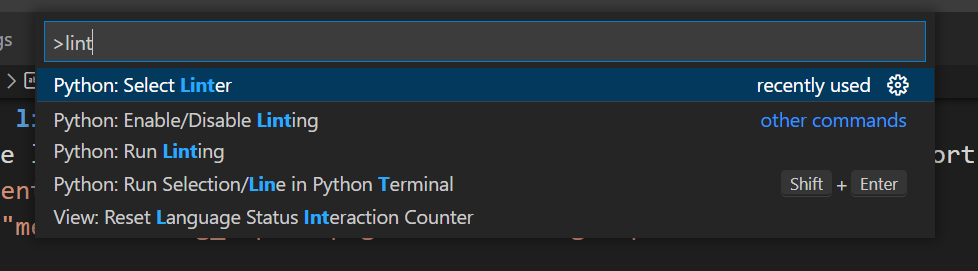 >lint
Python: Select Linter recently used
Python: Enable/Disable Linting other commands
Python: Run Linting
Python: Run Selection/Line in Python Terminal Shift + Enter
View: Reset Language Status Interaction Counter